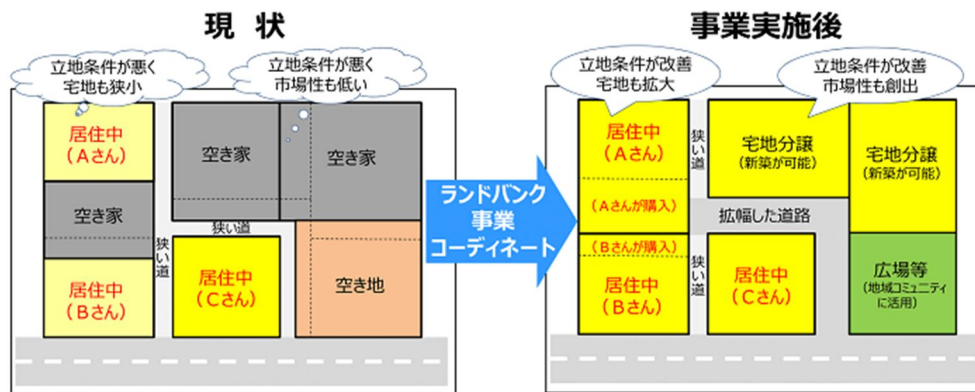 現 状
立地条件が悪く
宅地も狭小
立地条件が悪く
市場性も低い
居住中
(Aさん)
空き家
空き家
空き家
狭い道
狭い道
居住中
(Bさん)
居住中
(Cさん)
空き地
ランドバンク
事業
コーディネート
事業実施後
立地条件が改善
宅地も拡大
立地条件が改善
市場性も創出
居住中
(Aさん)
狭い道
宅地分譲
(新築が可能)
宅地分譲
(新築が可能)
(Aさんが購入)
拡幅した道路
(Bさんが購入)
狭い道
居住中
(Bさん)
居住中
(Cさん)
広場等
(地域コミュニティ
に活用)